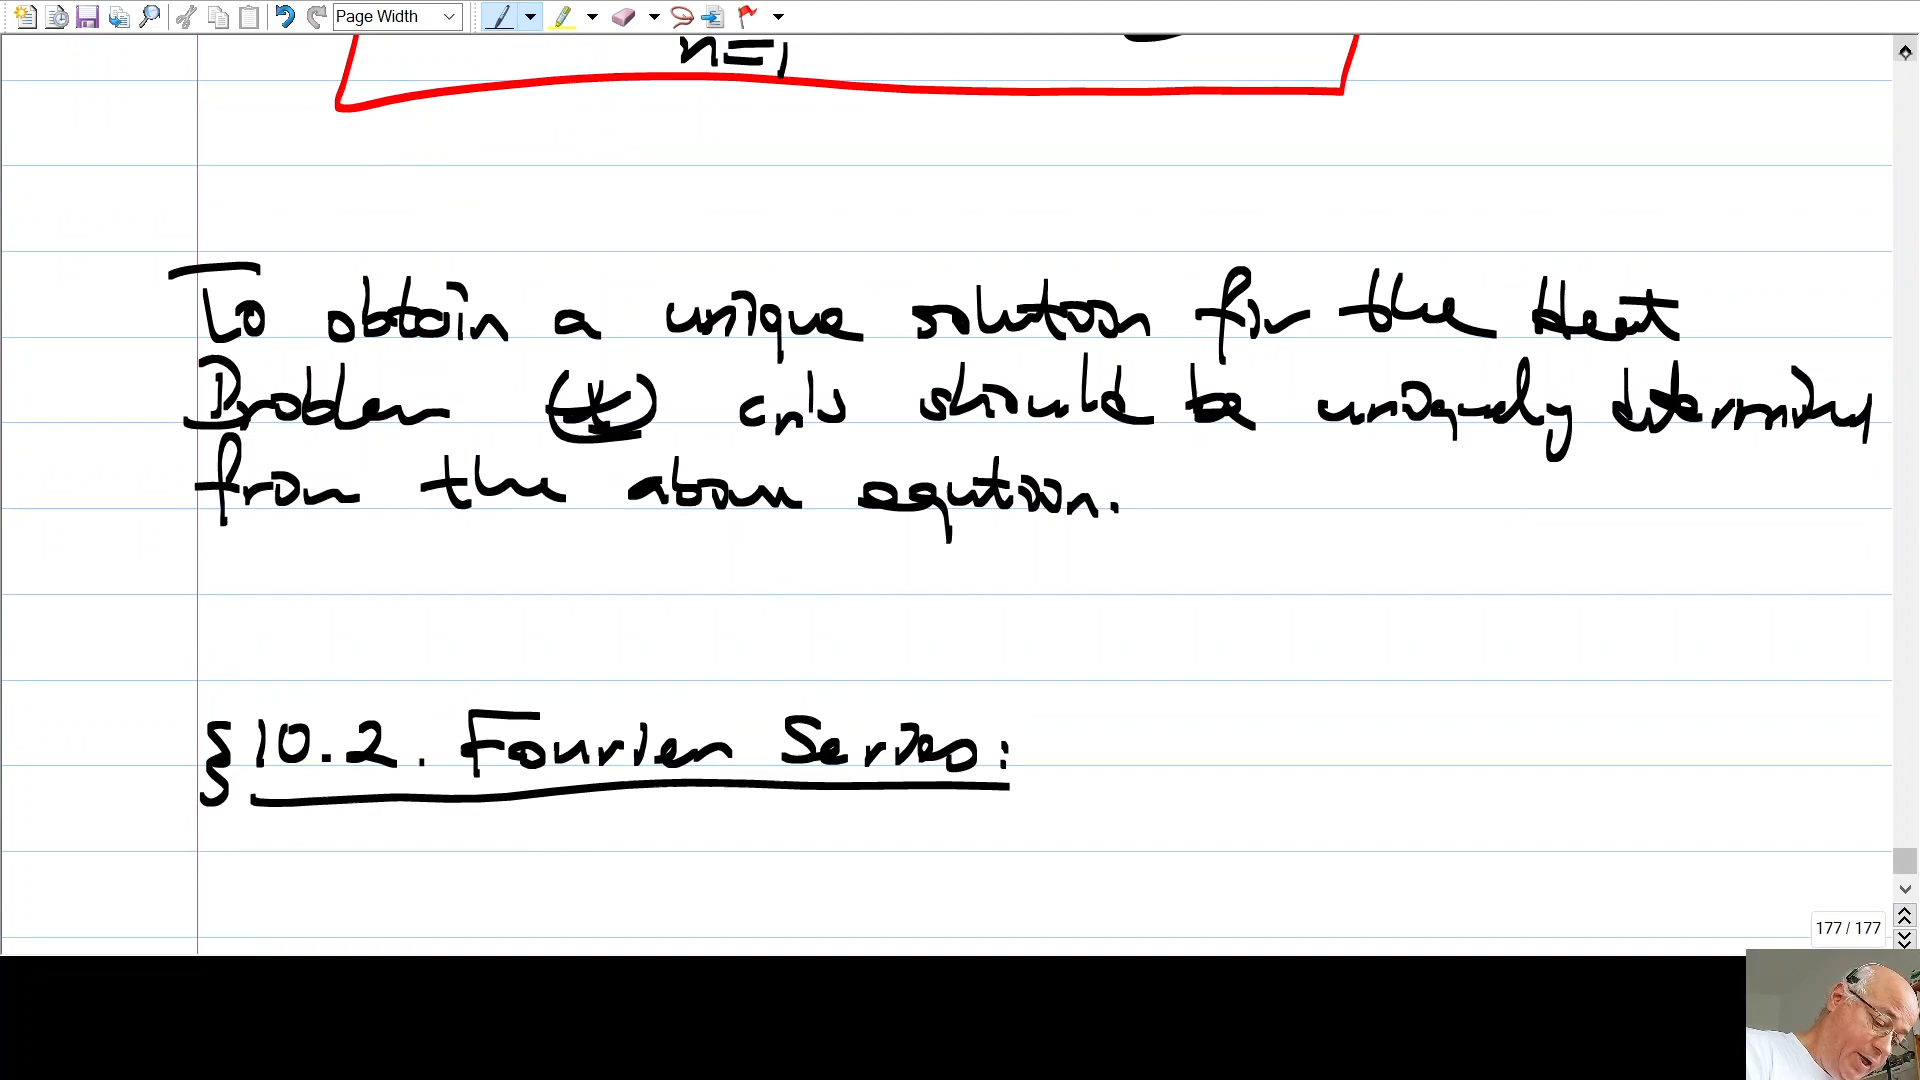 Page Width
n=1
To obtain a unique solution for the Heat
Problem (*) cn's should be uniquely determined
from the above eqution.
§10.2. Fourier Series:
177 / 177